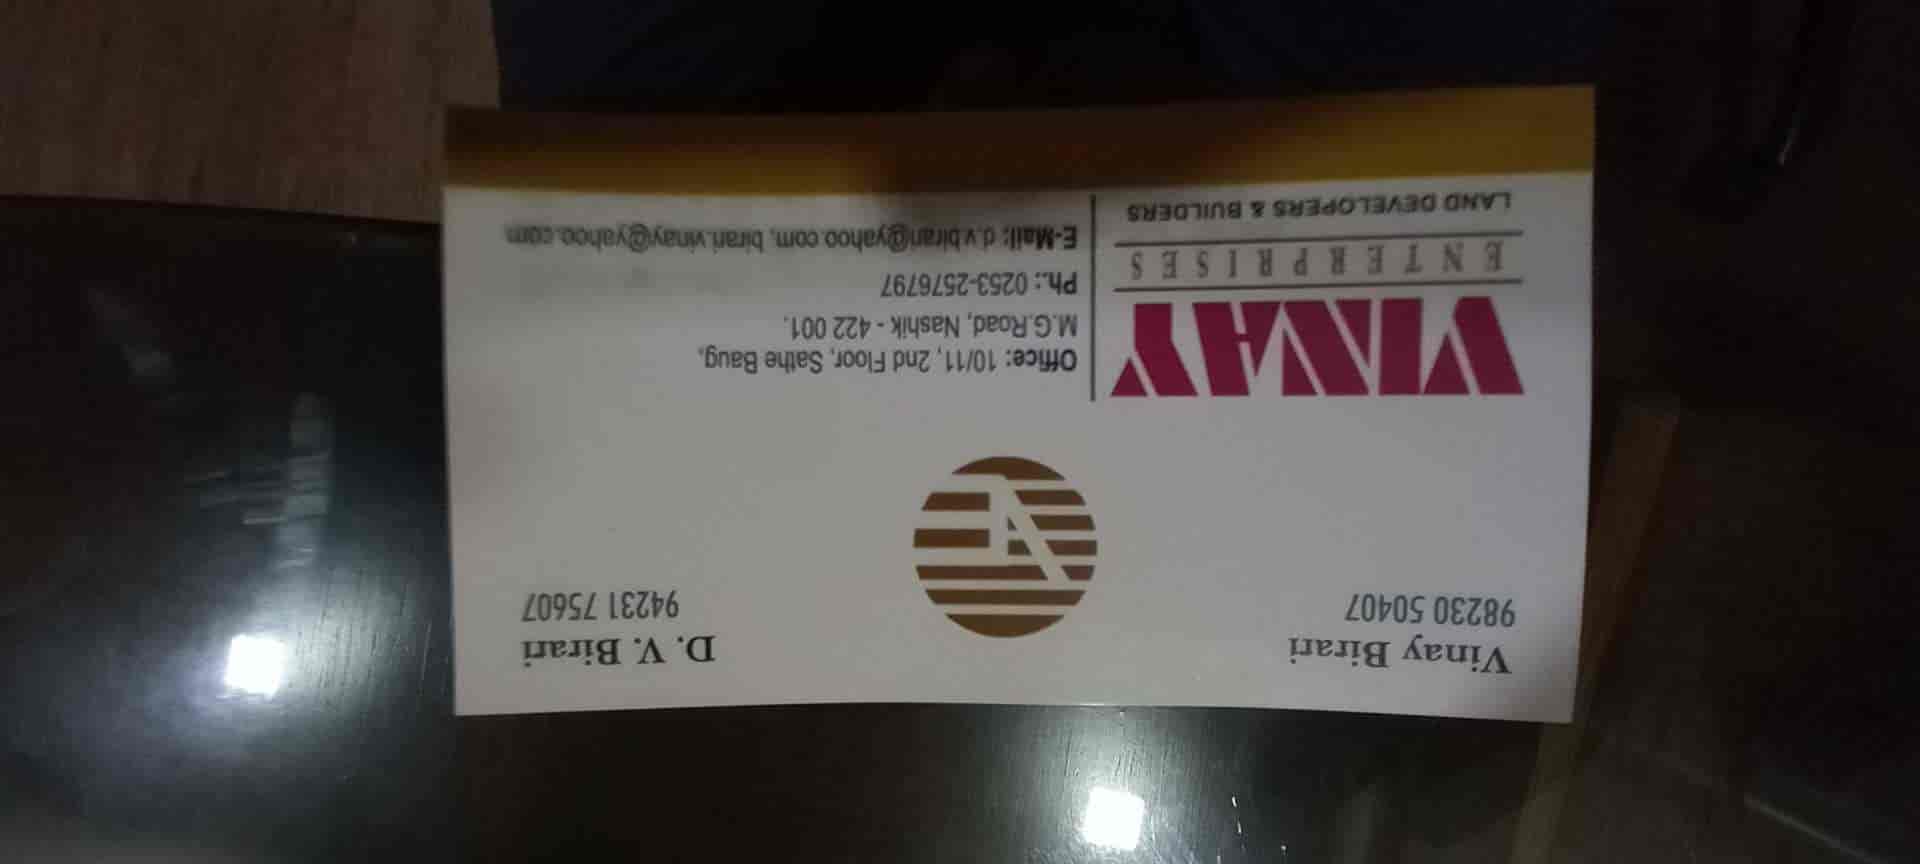 Vinay Birari
98230 50407
D. V. Birari
94231 75607
VINAY
ENTERPRISES
LAND DEVELOPERS & BUILDERS
Office: 10/11, 2nd Floor, Sathe Baug,
M.G.Road, Nashik - 422 001.
Ph.: 0253-2576797
E-Mail: d.v.birari@yahoo.com, birari.vinay@yahoo.com